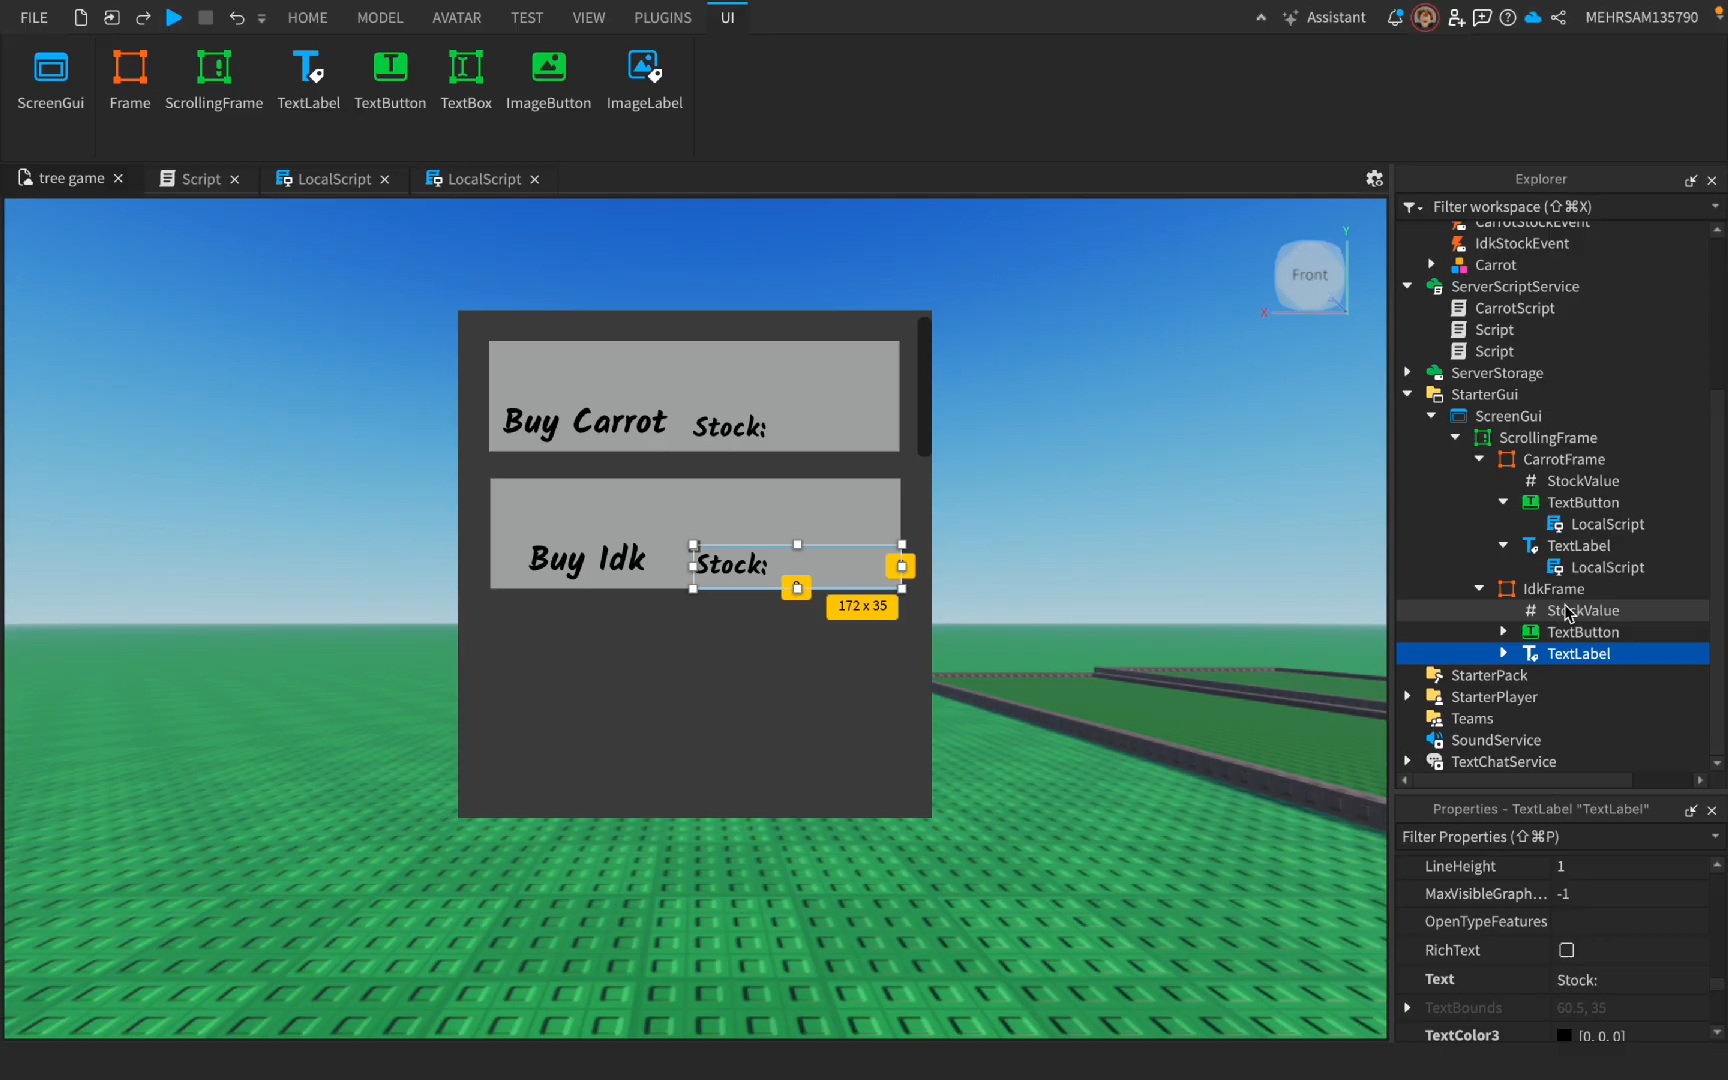 FILE HOME MODEL AVATAR TEST VIEW PLUGINS UI Assistant MEHRSAM135790
ScreenGui Frame ScrollingFrame TextLabel TextButton TextBox ImageButton ImageLabel
tree game Script LocalScript LocalScript
Explorer
Filter workspace (⇧⌘X)
CarrotStockEvent
IdkStockEvent
Carrot
ServerScriptService
CarrotScript
Script
Script
ServerStorage
StarterGui
ScreenGui
ScrollingFrame
CarrotFrame
StockValue
TextButton
LocalScript
TextLabel
LocalScript
IdkFrame
StockValue
TextButton
TextLabel
StarterPack
StarterPlayer
Teams
SoundService
TextChatService
Front
Y
X
Buy Carrot Stock:
Buy Idk Stock:
172 x 35
Properties - TextLabel "TextLabel"
Filter Properties (⇧⌘P)
LineHeight 1
MaxVisibleGraph... -1
OpenTypeFeatures
RichText
Text Stock:
TextBounds 60.5, 35
TextColor3 [0, 0, 0]